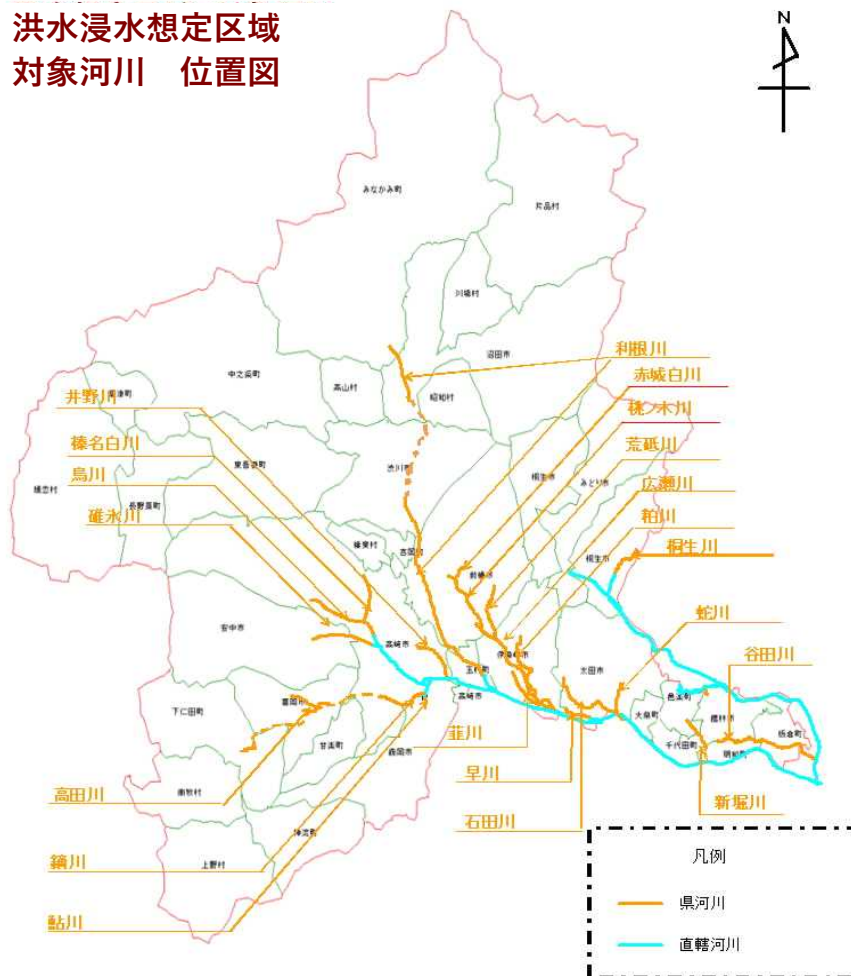 洪水浸水想定区域
対象河川　位置図
N
みなかみ町
片品村
川場村
沼田市
中之条町
高山村
昭和村
利根川
赤城白川
桃ノ木川
荒砥川
広瀬川
粕川
桐生川
井野川
榛名白川
烏川
碓氷川
草津町
嬬恋村
長野原町
東吾妻町
渋川市
榛東村
吉岡町
前橋市
桐生市
みどり市
桐生市
安中市
高崎市
玉村町
伊勢崎市
太田市
蛇川
谷田川
邑楽町
館林市
板倉町
大泉町
千代田町
明和町
高崎市
下仁田町
富岡市
甘楽町
藤岡市
南牧村
神流町
上野村
韮川
早川
石田川
新堀川
高田川
鏑川
鮎川
凡例
県河川
直轄河川